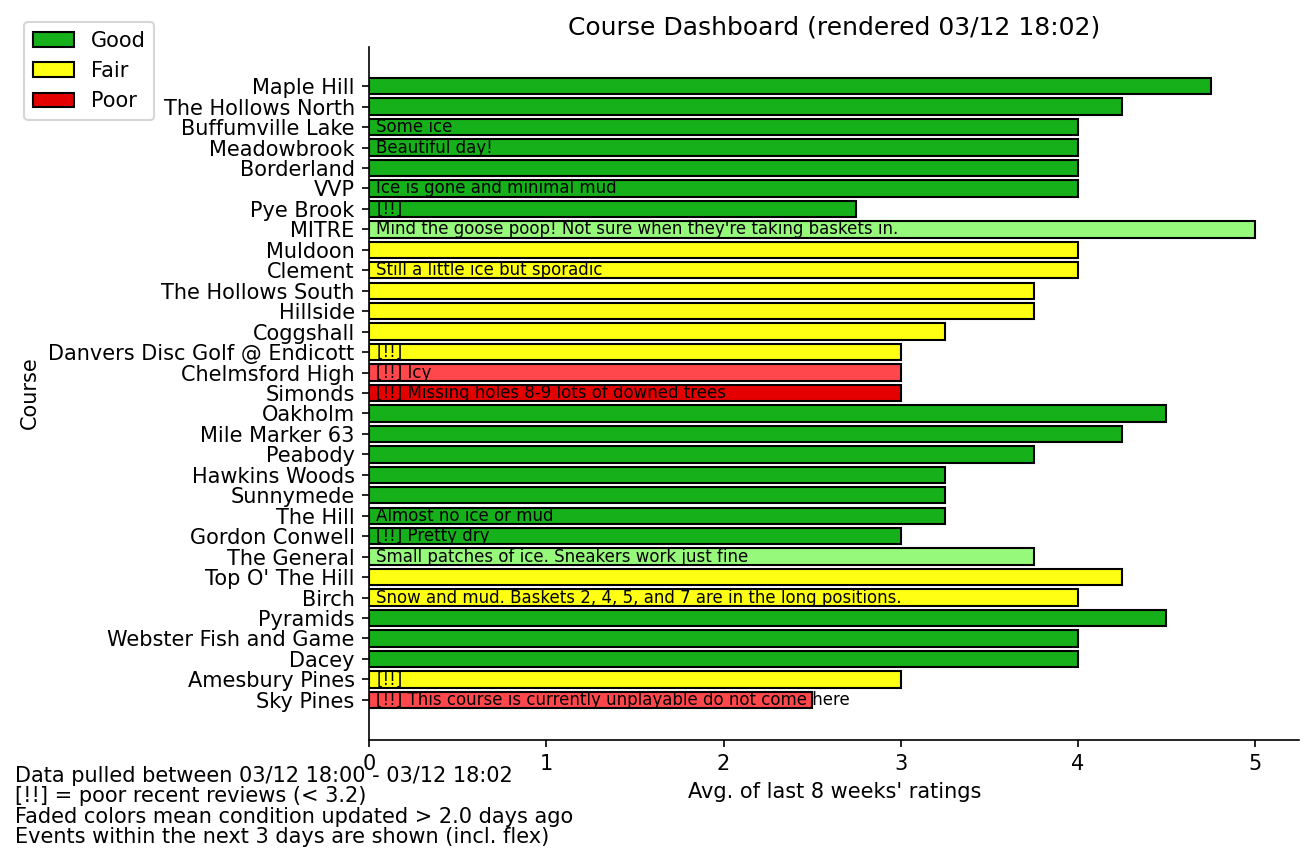 Course Dashboard (rendered 03/12 18:02)
Good
Fair
Poor
Maple Hill
The Hollows North
Buffumville Lake Some ice
Meadowbrook Beautiful day!
Borderland
VVP Ice is gone and minimal mud
Pye Brook [!!]
MITRE Mind the goose poop! Not sure when they're taking baskets in.
Muldoon
Clement Still a little ice but sporadic
The Hollows South
Hillside
Coggshall
Danvers Disc Golf @ Endicott [!!]
Chelmsford High [!!] Icy
Simonds [!!] Missing holes 8-9 lots of downed trees
Oakholm
Mile Marker 63
Peabody
Hawkins Woods
Sunnymede
The Hill Almost no ice or mud
Gordon Conwell [!!] Pretty dry
The General Small patches of ice. Sneakers work just fine
Top O' The Hill
Birch Snow and mud. Baskets 2, 4, 5, and 7 are in the long positions.
Pyramids
Webster Fish and Game
Dacey
Amesbury Pines [!!]
Sky Pines [!!] This course is currently unplayable do not come here
Course
0 1 2 3 4 5
Avg. of last 8 weeks' ratings
Data pulled between 03/12 18:00 - 03/12 18:02
[!!] = poor recent reviews (< 3.2)
Faded colors mean condition updated > 2.0 days ago
Events within the next 3 days are shown (incl. flex)